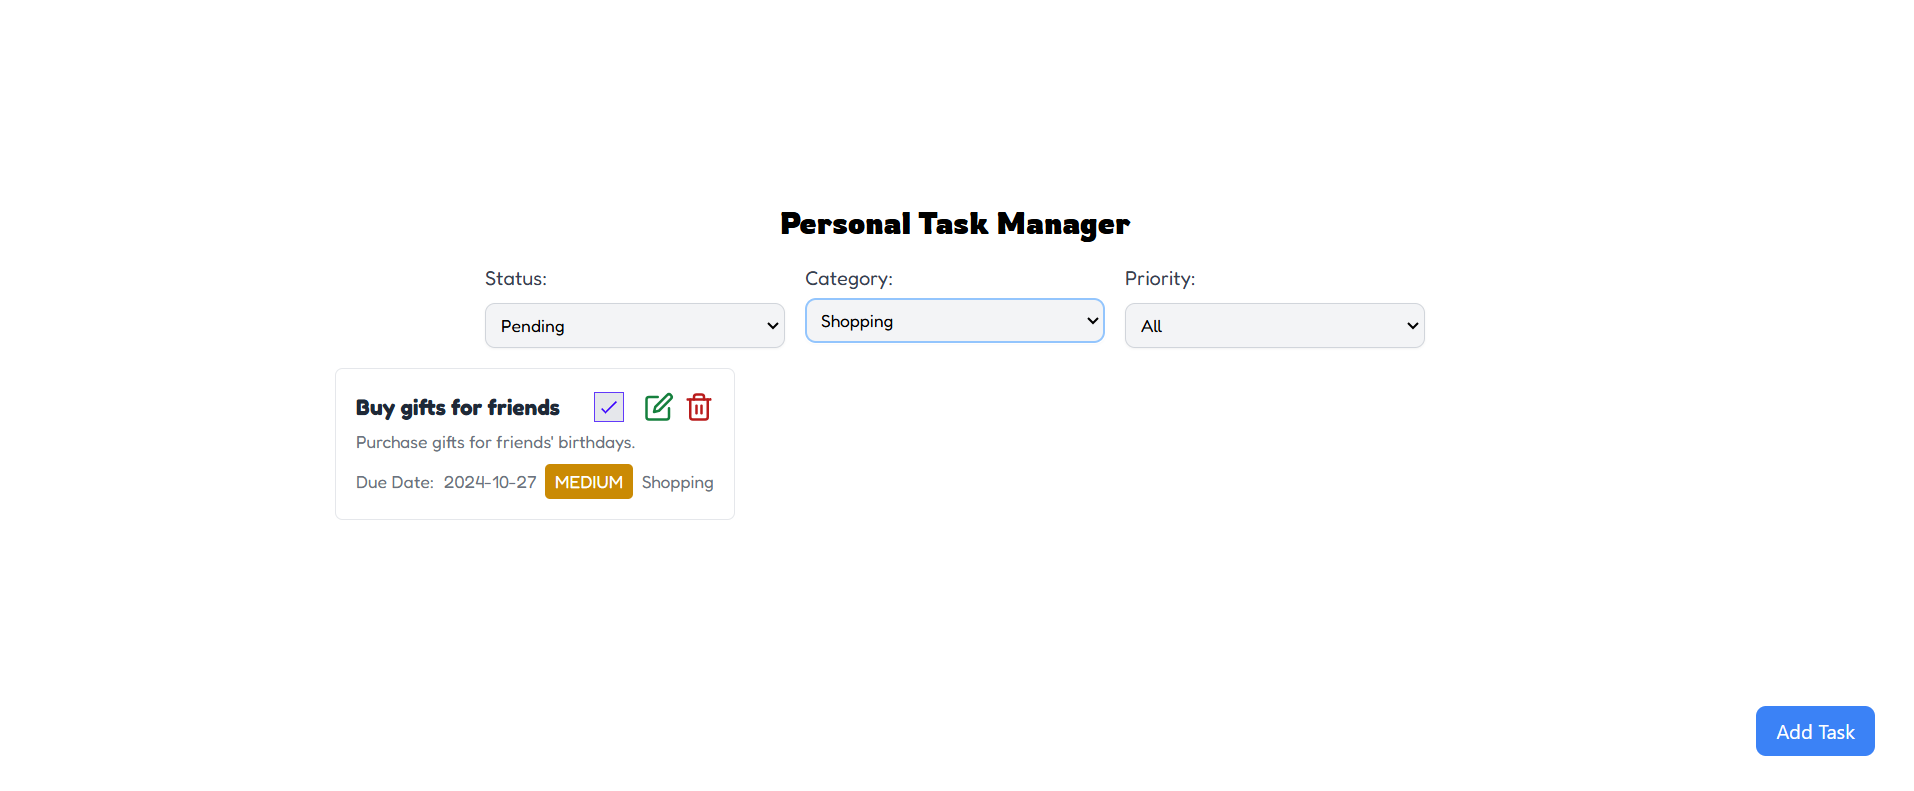 Personal Task Manager
Status: Category: Priority:
Pending Shopping All
Buy gifts for friends
Purchase gifts for friends' birthdays.
Due Date: 2024-10-27 MEDIUM Shopping
Add Task